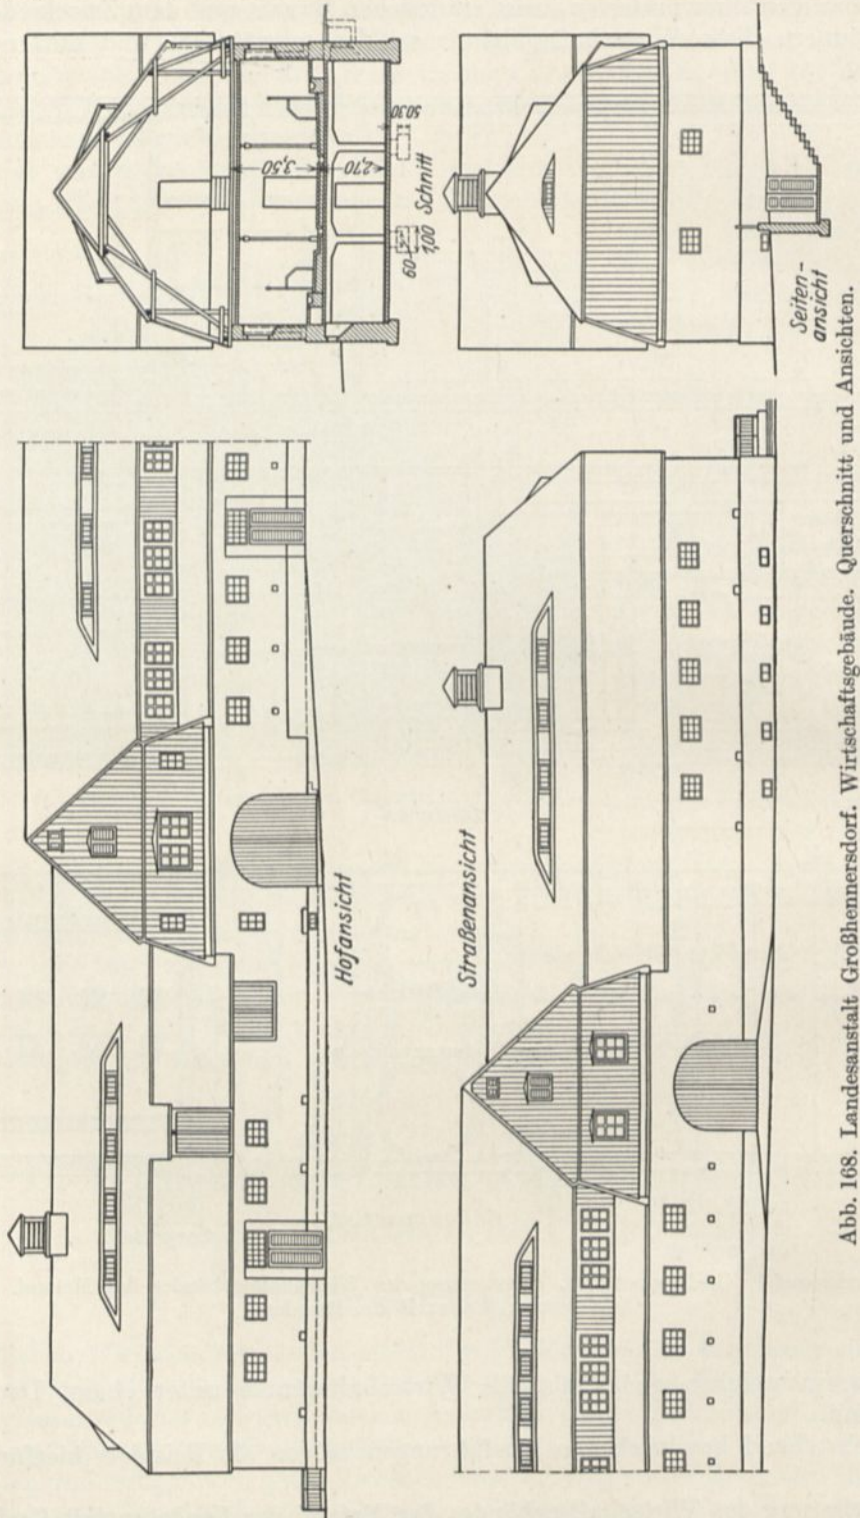 Hofansicht
3,50
2,70
50
30
60
1,00
Schnitt
Straßenansicht
Seiten-
ansicht
Abb. 168. Landesanstalt Großhennersdorf. Wirtschaftsgebäude. Querschnitt und Ansichten.